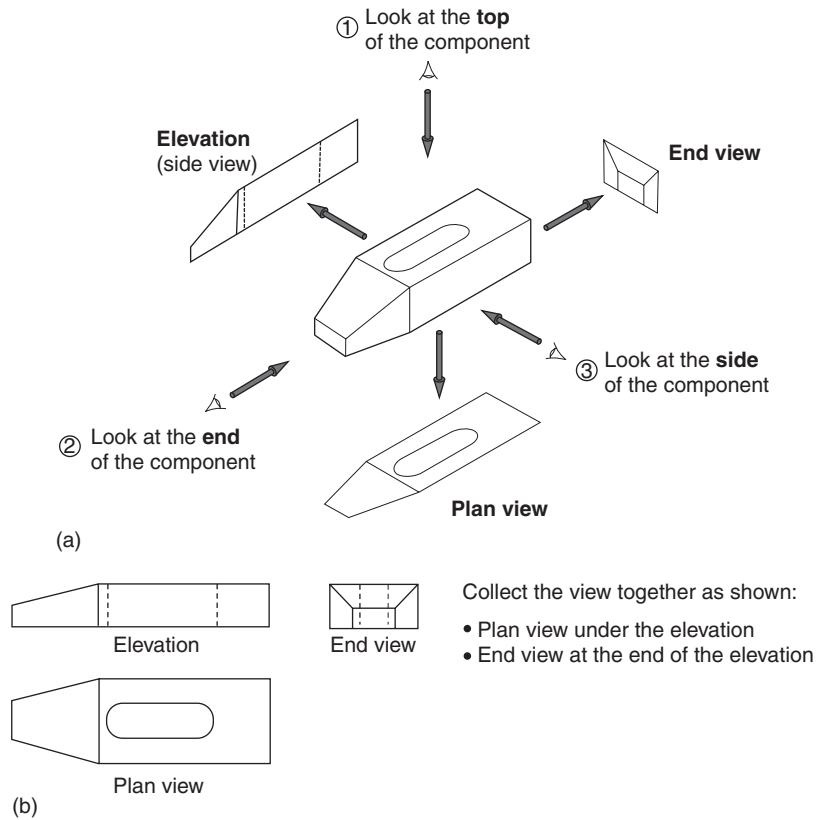 ① Look at the top
of the component
Elevation
(side view)
End view
③ Look at the side
of the component
② Look at the end
of the component
Plan view
(a)
Collect the view together as shown:
Elevation
End view
• Plan view under the elevation
• End view at the end of the elevation
Plan view
(b)